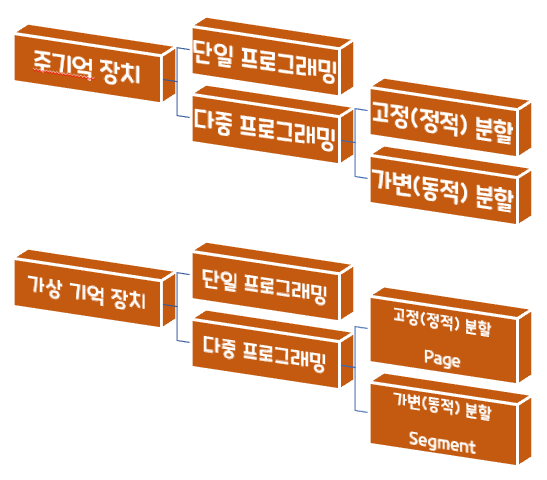 주기억 장치
단일 프로그래밍
다중 프로그래밍
고정(정적) 분할
가변(동적) 분할
가상 기억 장치
단일 프로그래밍
다중 프로그래밍
고정(정적) 분할
Page
가변(동적) 분할
Segment